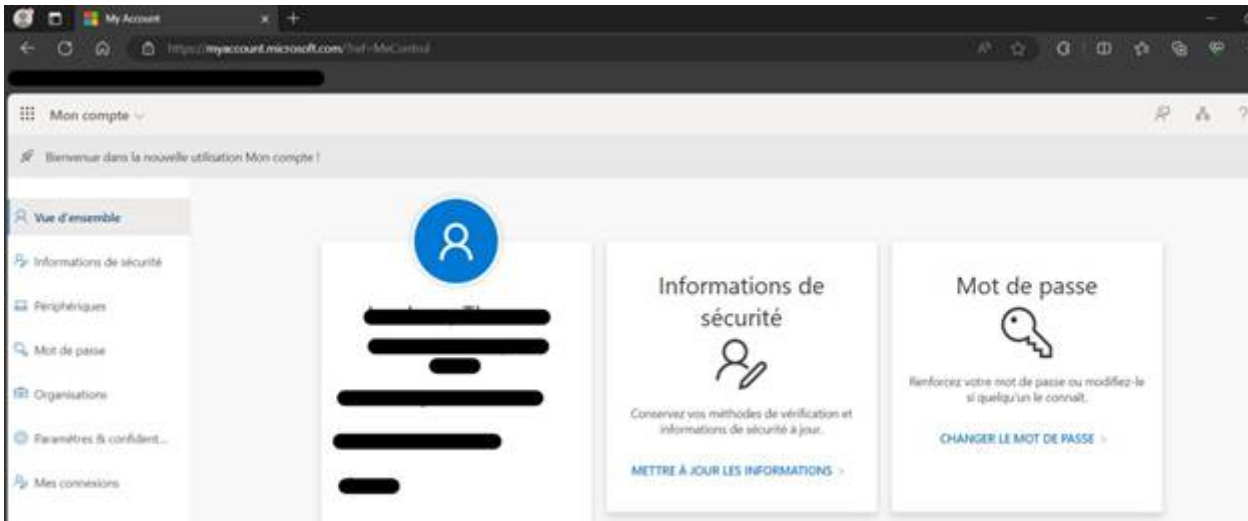 My Account
https://myaccount.microsoft.com/?ref=MeControl
Mon compte
Bienvenue dans la nouvelle utilisation Mon compte !
Vue d'ensemble
Informations de sécurité
Périphériques
Mot de passe
Organisations
Paramètres & confident...
Mes connexions
Informations de
sécurité
Conservez vos méthodes de vérification et
informations de sécurité à jour.
METTRE À JOUR LES INFORMATIONS >
Mot de passe
Renforcez votre mot de passe ou modifiez-le
si quelqu'un le connaît.
CHANGER LE MOT DE PASSE >